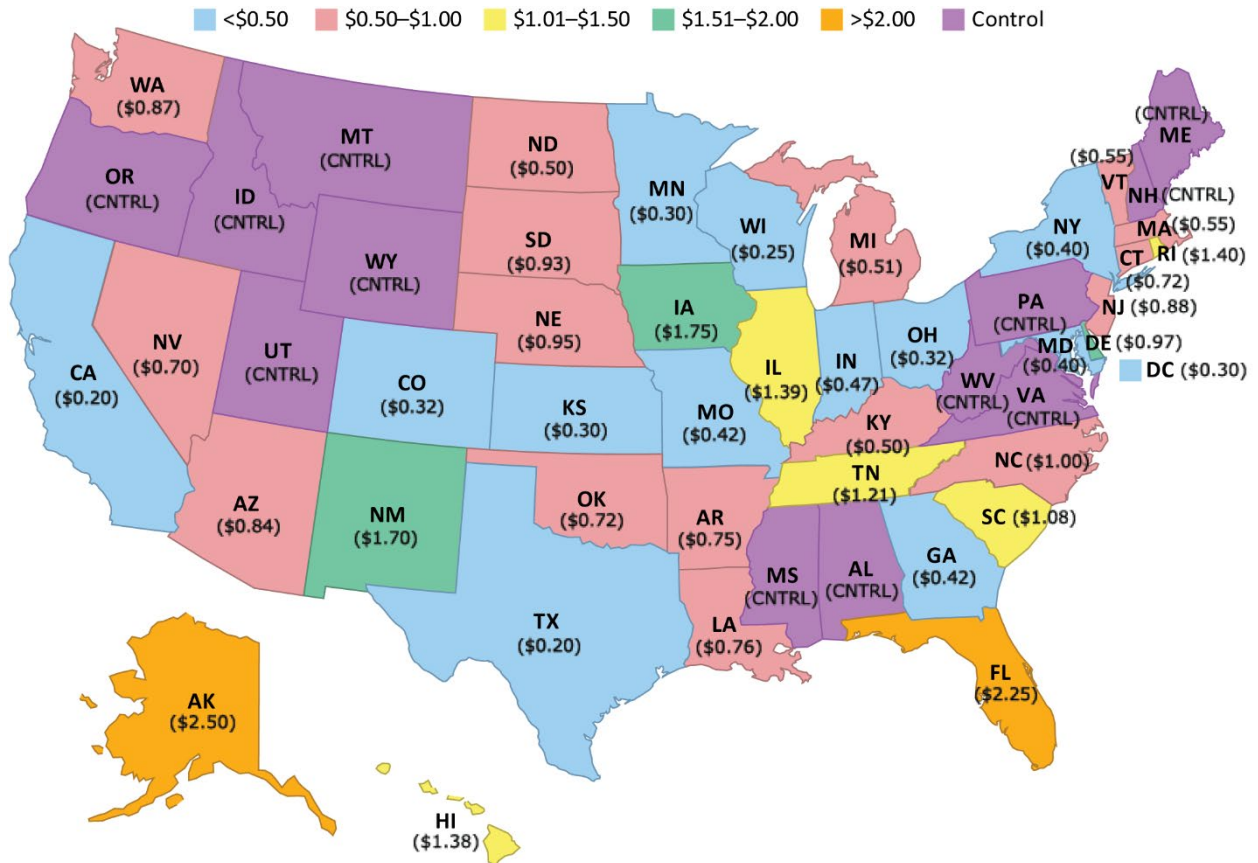 <$0.50 $0.50–$1.00 $1.01–$1.50 $1.51–$2.00 >$2.00 Control
WA
($0.87)
OR
(CNTRL)
ID
(CNTRL)
MT
(CNTRL)
WY
(CNTRL)
ND
($0.50)
SD
($0.93)
NE
($0.95)
MN
($0.30)
WI
($0.25)
MI
($0.51)
IA
($1.75)
(CNTRL)
ME
($0.55)
VT
NH (CNTRL)
NY
($0.40)
MA ($0.55)
CT
RI ($1.40)
($0.72)
NJ ($0.88)
PA
(CNTRL)
DE ($0.97)
MD
($0.40)
DC ($0.30)
CA
($0.20)
NV
($0.70)
UT
(CNTRL)
CO
($0.32)
KS
($0.30)
MO
($0.42)
IL
($1.39)
IN
($0.47)
OH
($0.32)
WV
(CNTRL)
VA
(CNTRL)
KY
($0.50)
TN
($1.21)
NC ($1.00)
SC ($1.08)
AZ
($0.84)
NM
($1.70)
OK
($0.72)
AR
($0.75)
MS
(CNTRL)
AL
(CNTRL)
GA
($0.42)
TX
($0.20)
LA
($0.76)
FL
($2.25)
AK
($2.50)
HI
($1.38)